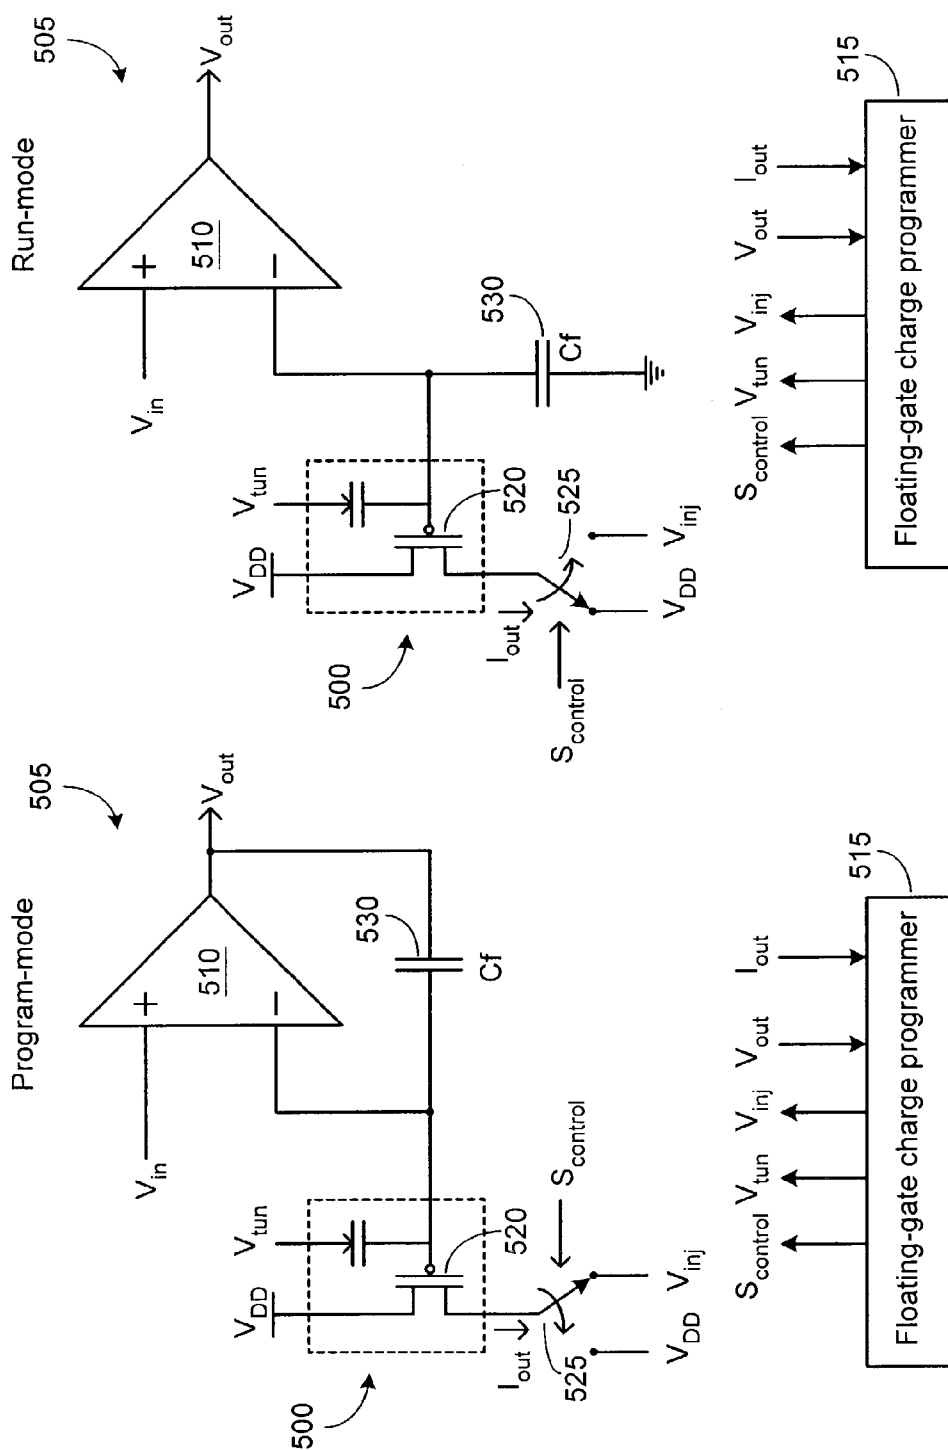 Program-mode
505
V_out
510
+
−
V_in
530
Cf
V_tun
V_DD
520
500
I_out
525
S_control
V_DD
V_inj
S_control
V_tun
V_inj
V_out
I_out
515
Floating-gate charge programmer
Run-mode
505
V_out
510
+
−
V_in
530
Cf
V_tun
V_DD
520
500
I_out
525
S_control
V_DD
V_inj
S_control
V_tun
V_inj
V_out
I_out
515
Floating-gate charge programmer